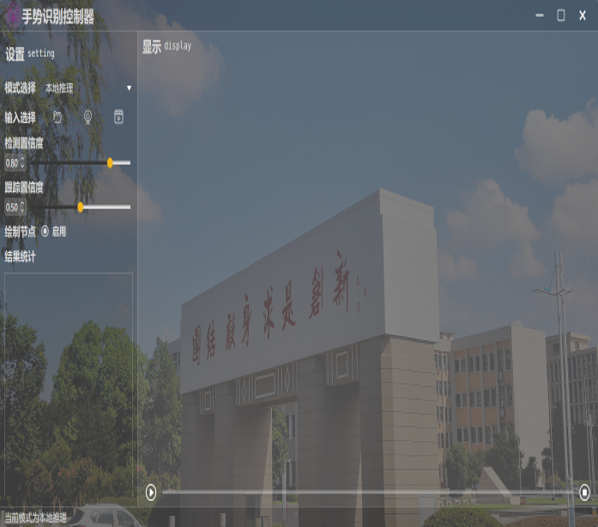 手势识别控制器
设置 setting
显示 display
模式选择 本地推理
输入选择
检测置信度
0.80
跟踪置信度
0.50
绘制节点 启用
结果统计
團结 献身 求是 創新
当前模式为本地推理